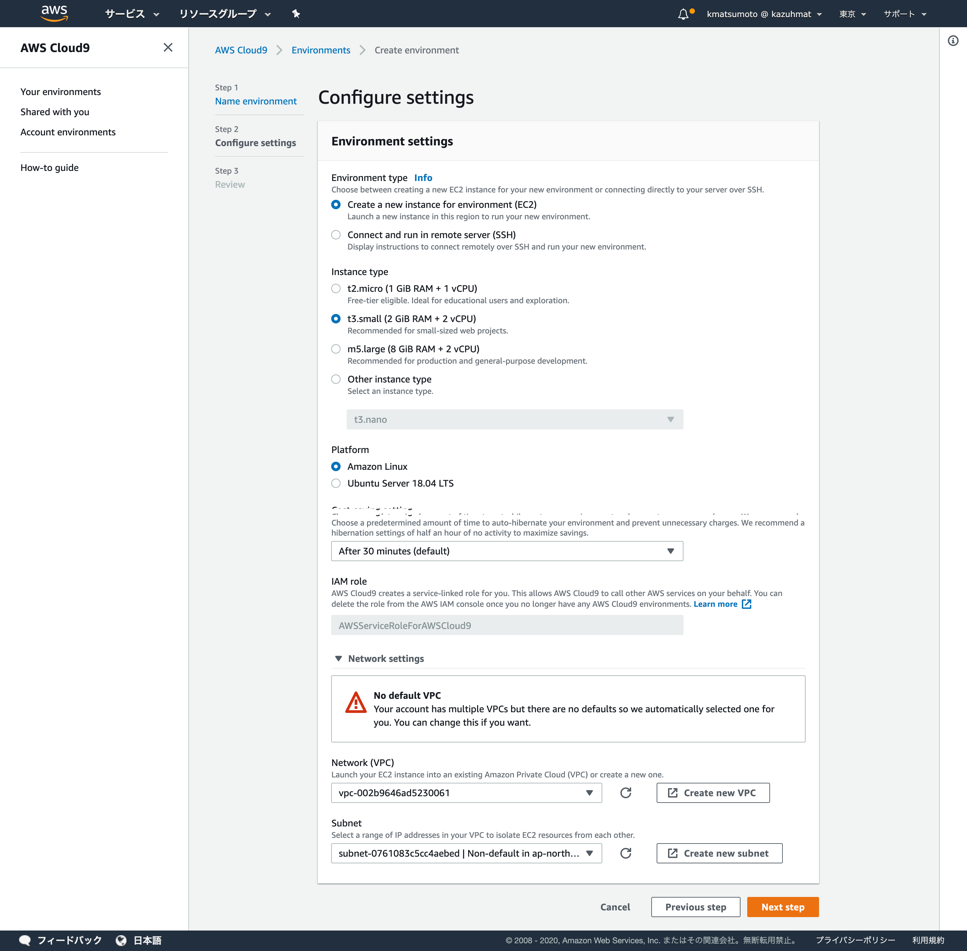 aws
サービス
リソースグループ
kmatsumoto @ kazuhmat
東京
サポート
AWS Cloud9
Your environments
Shared with you
Account environments
How-to guide
AWS Cloud9
Environments
Create environment
Step 1
Name environment
Step 2
Configure settings
Step 3
Review
Configure settings
Environment settings
Environment type Info
Choose between creating a new EC2 instance for your new environment or connecting directly to your server over SSH.
Create a new instance for environment (EC2)
Launch a new instance in this region to run your new environment.
Connect and run in remote server (SSH)
Display instructions to connect remotely over SSH and run your new environment.
Instance type
t2.micro (1 GiB RAM + 1 vCPU)
Free-tier eligible. Ideal for educational users and exploration.
t3.small (2 GiB RAM + 2 vCPU)
Recommended for small-sized web projects.
m5.large (8 GiB RAM + 2 vCPU)
Recommended for production and general-purpose development.
Other instance type
Select an instance type.
t3.nano
Platform
Amazon Linux
Ubuntu Server 18.04 LTS
Choose a predetermined amount of time to auto-hibernate your environment and prevent unnecessary charges. We recommend a
hibernation settings of half an hour of no activity to maximize savings.
After 30 minutes (default)
IAM role
AWS Cloud9 creates a service-linked role for you. This allows AWS Cloud9 to call other AWS services on your behalf. You can
delete the role from the AWS IAM console once you no longer have any AWS Cloud9 environments. Learn more
AWSServiceRoleForAWSCloud9
Network settings
No default VPC
Your account has multiple VPCs but there are no defaults so we automatically selected one for
you. You can change this if you want.
Network (VPC)
Launch your EC2 instance into an existing Amazon Private Cloud (VPC) or create a new one.
vpc-002b9646ad5230061
Create new VPC
Subnet
Select a range of IP addresses in your VPC to isolate EC2 resources from each other.
subnet-0761083c5cc4aebed | Non-default in ap-north...
Create new subnet
Cancel
Previous step
Next step
フィードバック
日本語
© 2008 - 2020, Amazon Web Services, Inc. またはその関連会社。無断転用禁止。
プライバシーポリシー
利用規約